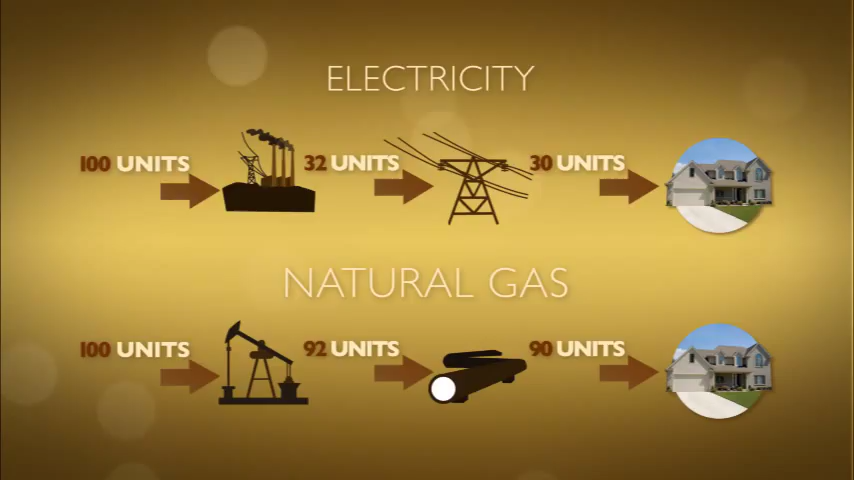 ELECTRICITY
100 UNITS 32 UNITS 30 UNITS
NATURAL GAS
100 UNITS 92 UNITS 90 UNITS